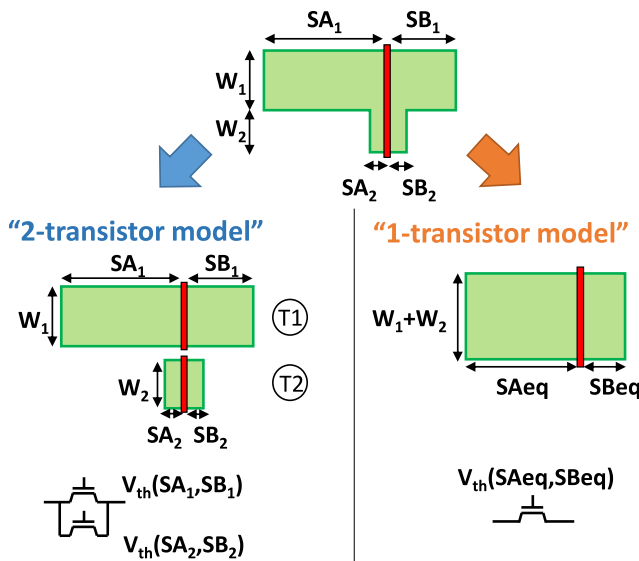 SA₁ SB₁
W₁
W₂
SA₂ SB₂
"2-transistor model"
SA₁ SB₁
W₁
T1
W₂
T2
SA₂ SB₂
Vth(SA₁,SB₁)
Vth(SA₂,SB₂)
"1-transistor model"
W₁+W₂
SAeq SBeq
Vth(SAeq,SBeq)